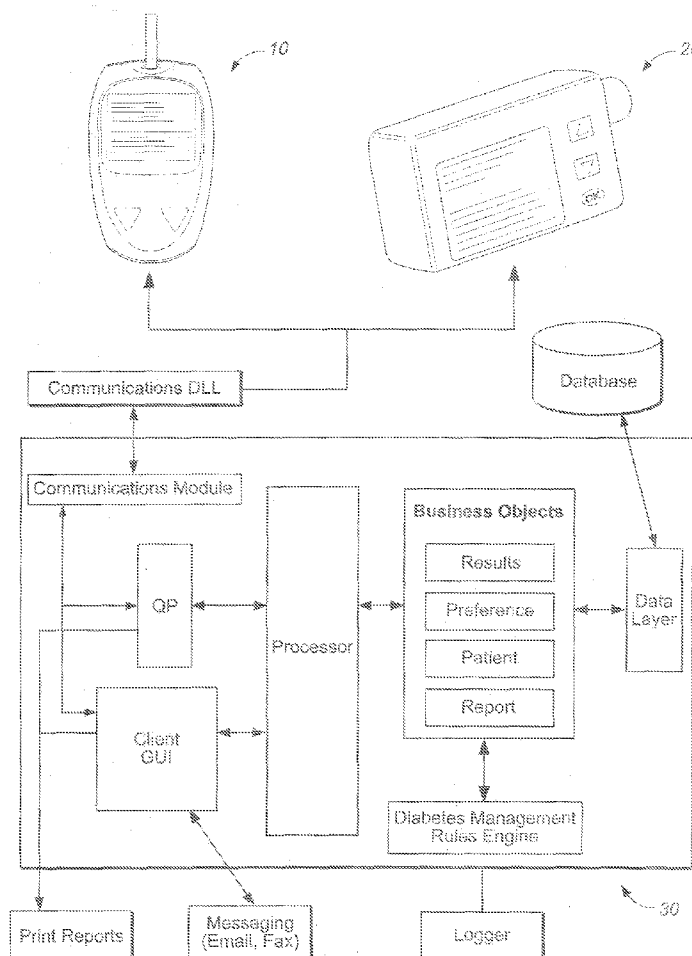 10
OK
Communications DLL
Database
Communications Module
Business Objects
Results
QP
Preference
Data
Layer
Processor
Patient
Report
Client
GUI
Diabetes Management
Rules Engine
30
Print Reports
Messaging
(Email, Fax)
Logger